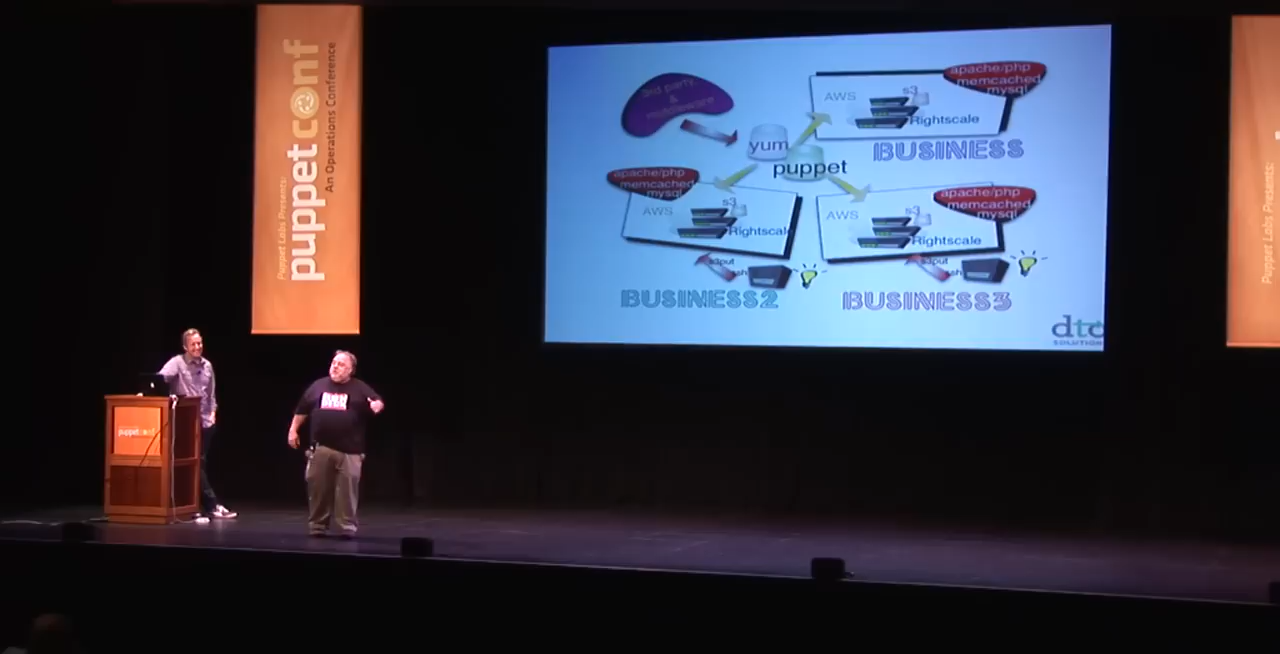 Puppet Labs Presents:
puppetconf
An Operations Conference
3rd party
&
middleware
yum
puppet
apache/php
memcached
mysql
AWS
s3
Rightscale
BUSINESS
apache/php
memcached
mysql
AWS
s3
Rightscale
BUSINESS2
apache/php
memcached
mysql
AWS
s3
Rightscale
BUSINESS3
dto
SOLUTION
puppetconf
Puppet Labs Presents: